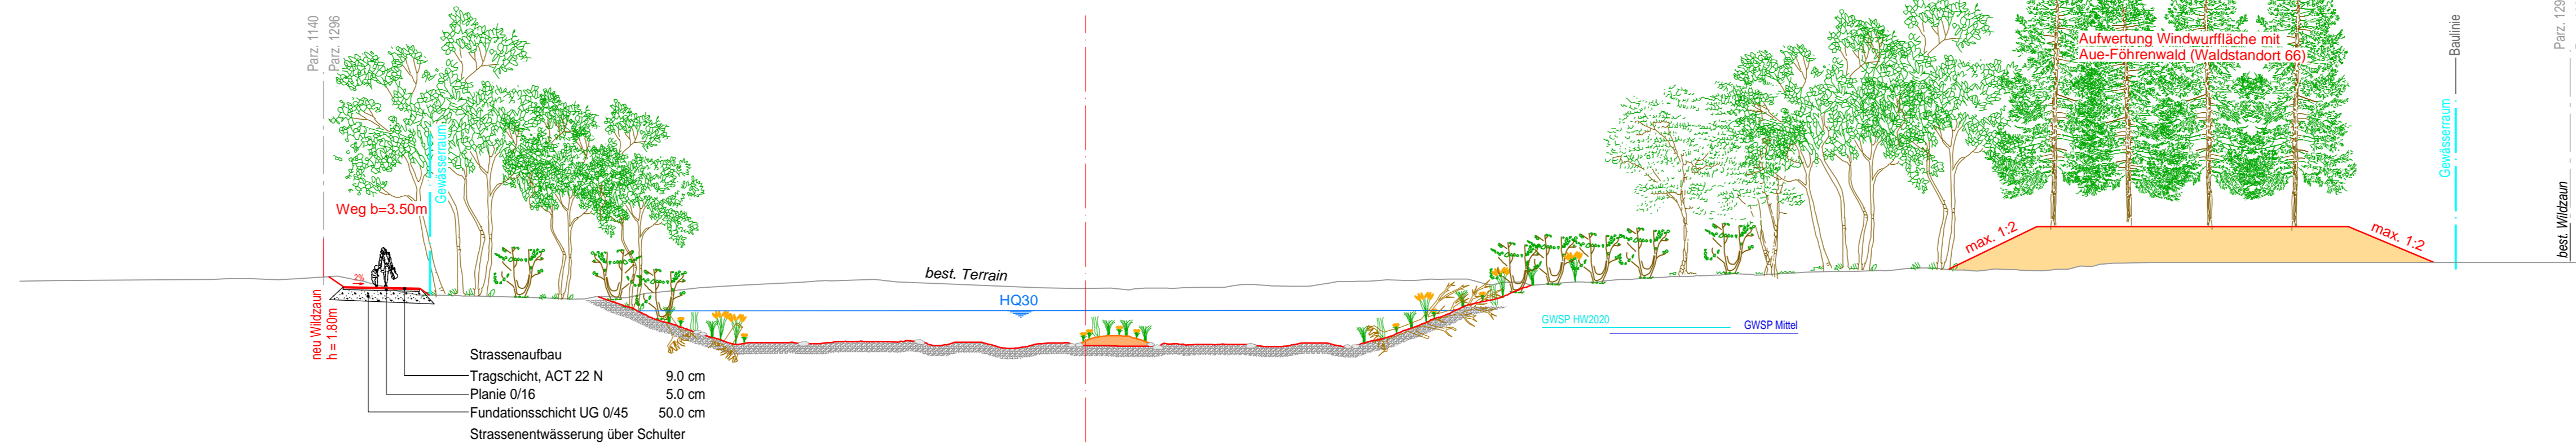 Parz. 1140
Parz. 1296
Gewässerraum
Weg b=3.50m
2%
neu Wildzaun
h = 1.80m
Strassenaufbau
Tragschicht, ACT 22 N 9.0 cm
Planie 0/16 5.0 cm
Fundationsschicht UG 0/45 50.0 cm
Strassenentwässerung über Schulter
best. Terrain
HQ30
GWSP HW2020
GWSP Mittel
max. 1:2
Aufwertung Windwurffläche mit
Aue-Föhrenwald (Waldstandort 66)
max. 1:2
Baulinie
Gewässerraum
Parz. 129
best. Wildzaun